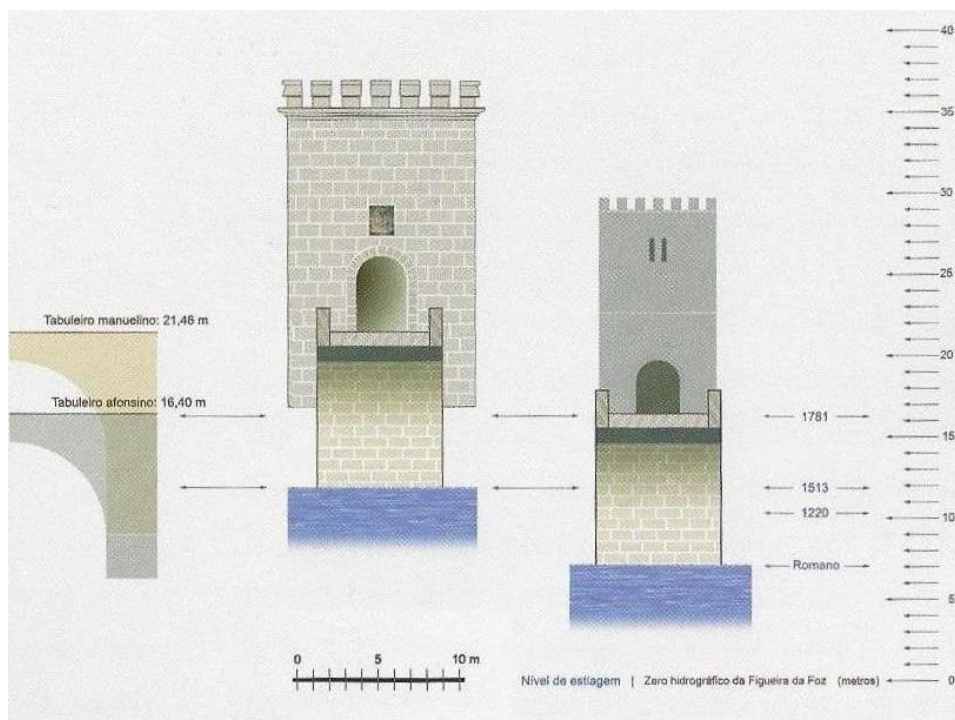 40
35
30
25
Tabuleiro manuelino: 21,46 m
20
Tabuleiro afonsino: 16,40 m
1781
15
1513
1220
10
Romano
5
0 5 10 m
Nível de estiagem | Zero hidrográfico da Figueira da Foz (metros)
0